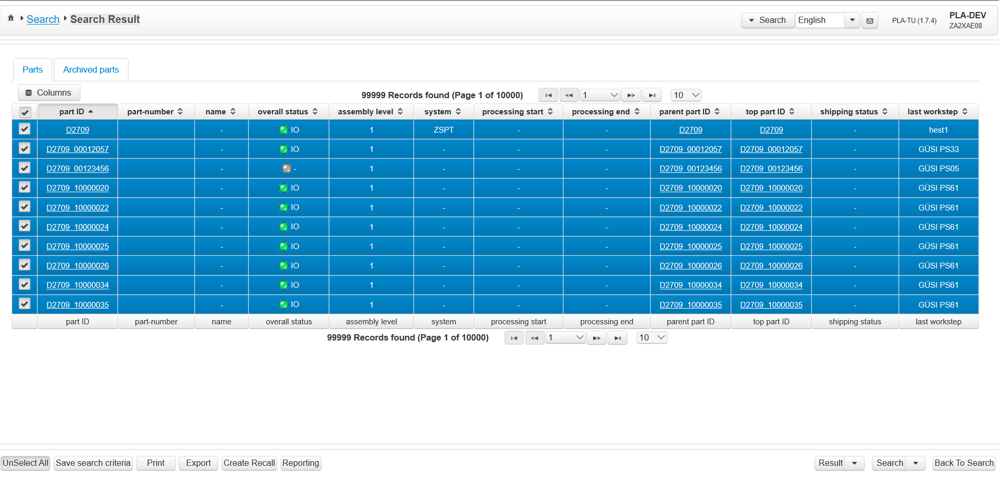 Search Search Result Search English PLA-TU (1.7.4) PLA-DEV
ZA2XAE08
Parts Archived parts
Columns 99999 Records found (Page 1 of 10000) 1 10
part ID part-number name overall status assembly level system processing start processing end parent part ID top part ID shipping status last workstep
D2709 - IO 1 ZSPT - - D2709 D2709 - hest1
D2709_00012057 - IO 1 - - - D2709_00012057 D2709_00012057 - GÜSI PS33
D2709_00123456 - - 1 - - - D2709_00123456 D2709_00123456 - GÜSI PS05
D2709_10000020 - IO 1 - - - D2709_10000020 D2709_10000020 - GÜSI PS61
D2709_10000022 - IO 1 - - - D2709_10000022 D2709_10000022 - GÜSI PS61
D2709_10000024 - IO 1 - - - D2709_10000024 D2709_10000024 - GÜSI PS61
D2709_10000025 - IO 1 - - - D2709_10000025 D2709_10000025 - GÜSI PS61
D2709_10000026 - IO 1 - - - D2709_10000026 D2709_10000026 - GÜSI PS61
D2709_10000034 - IO 1 - - - D2709_10000034 D2709_10000034 - GÜSI PS61
D2709_10000035 - IO 1 - - - D2709_10000035 D2709_10000035 - GÜSI PS61
part ID part-number name overall status assembly level system processing start processing end parent part ID top part ID shipping status last workstep
99999 Records found (Page 1 of 10000) 1 10
UnSelect All Save search criteria Print Export Create Recall Reporting Result Search Back To Search